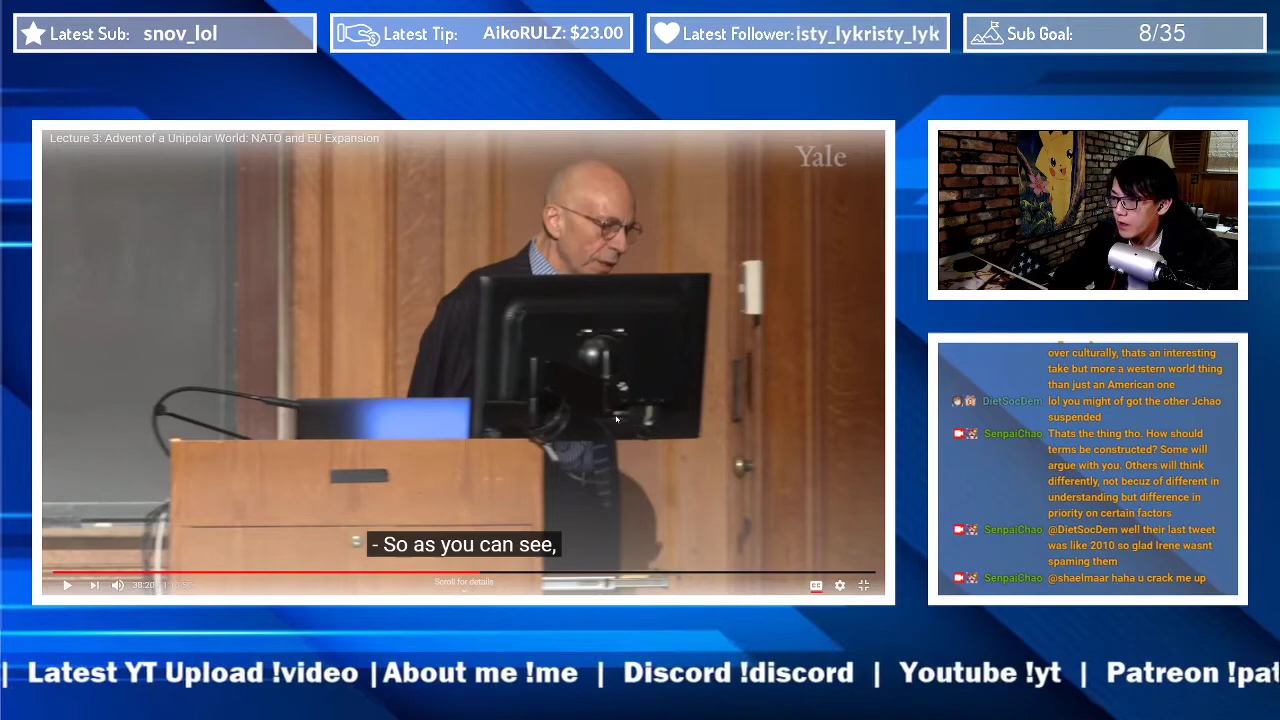 Latest Sub: snov_lol
Latest Tip: AikoRULZ: $23.00
Latest Follower: isty_lykristy_lyk
Sub Goal: 8/35
Lecture 3: Advent of a Unipolar World: NATO and EU Expansion
Yale
- So as you can see,
38:20
Scroll for details
CC
over culturally, thats an interesting
take but more a western world thing
than just an American one
DietSocDem lol you might of got the other Jchao
suspended
SenpaiChao Thats the thing tho. How should
terms be constructed? Some will
argue with you. Others will think
differently, not becuz of different in
understanding but difference in
priority on certain factors
SenpaiChao @DietSocDem well their last tweet
was like 2010 so glad Irene wasnt
spaming them
SenpaiChao @shaelmaar haha u crack me up
| Latest YT Upload !video | About me !me | Discord !discord | Youtube !yt | Patreon !pat